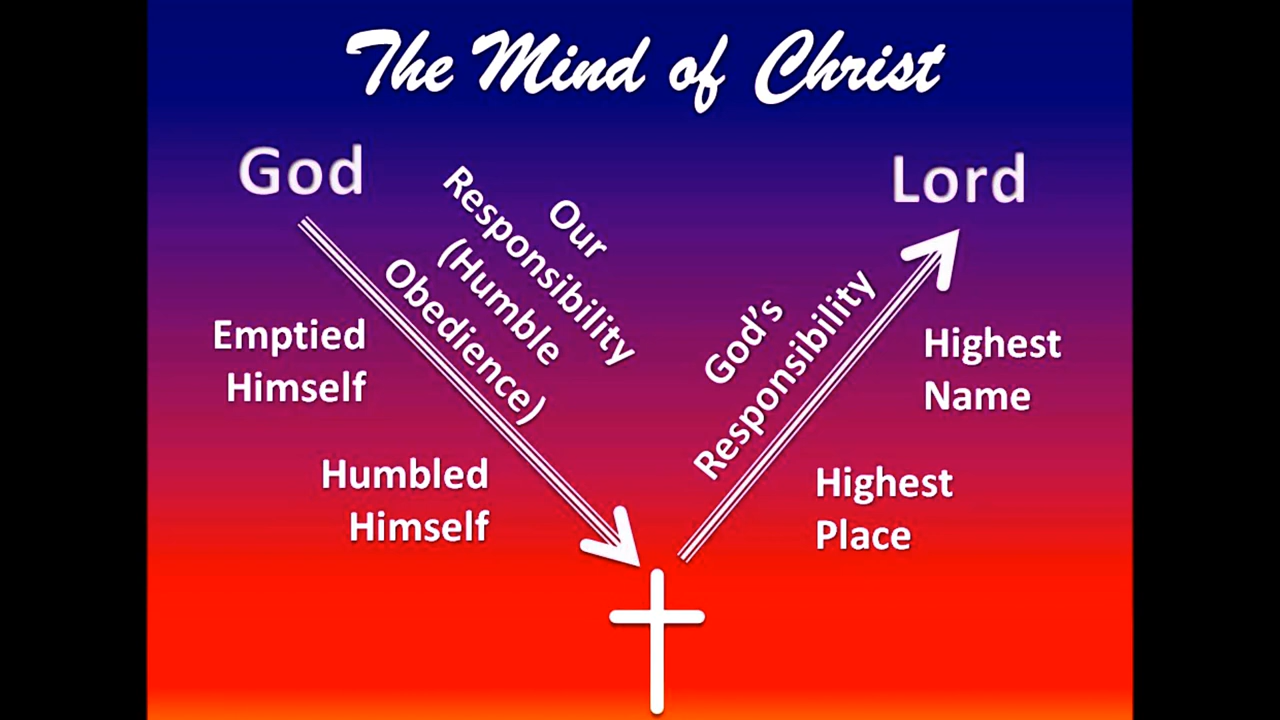 The Mind of Christ
God
Lord
Our
Responsibility
(Humble
Obedience)
God's
Responsibility
Emptied
Himself
Highest
Name
Humbled
Himself
Highest
Place